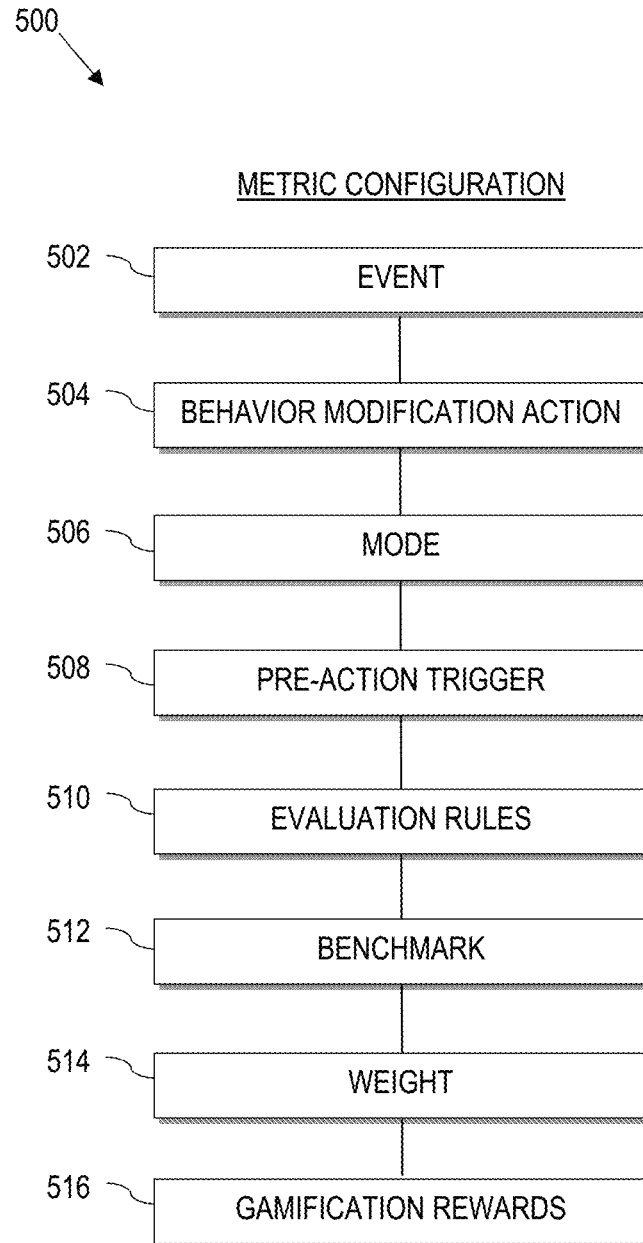 500
METRIC CONFIGURATION
502 EVENT
504 BEHAVIOR MODIFICATION ACTION
506 MODE
508 PRE-ACTION TRIGGER
510 EVALUATION RULES
512 BENCHMARK
514 WEIGHT
516 GAMIFICATION REWARDS